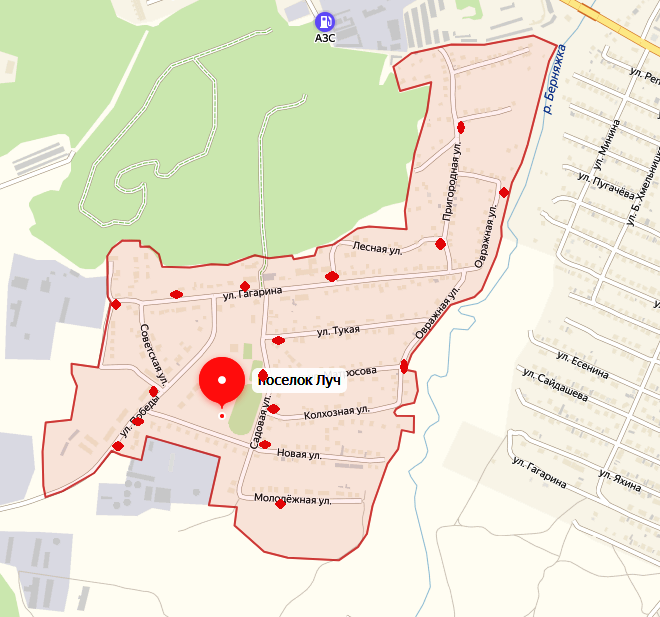 АЗС
р. Берняжка
ул. Реп
ул. Минина
ул. Б. Хмельницк
ул. Пугачёва
Пригородная ул.
Овражная ул.
Лесная ул.
ул. Гагарина
Овражная ул.
ул. Тукая
Советская ул.
поселок Луч
осова
ул. Есенина
ул. Сайдашева
ул. Победы
Колхозная ул.
Садовая ул.
Новая ул.
ул. Гагарина
ул. Яхина
Молодёжная ул.